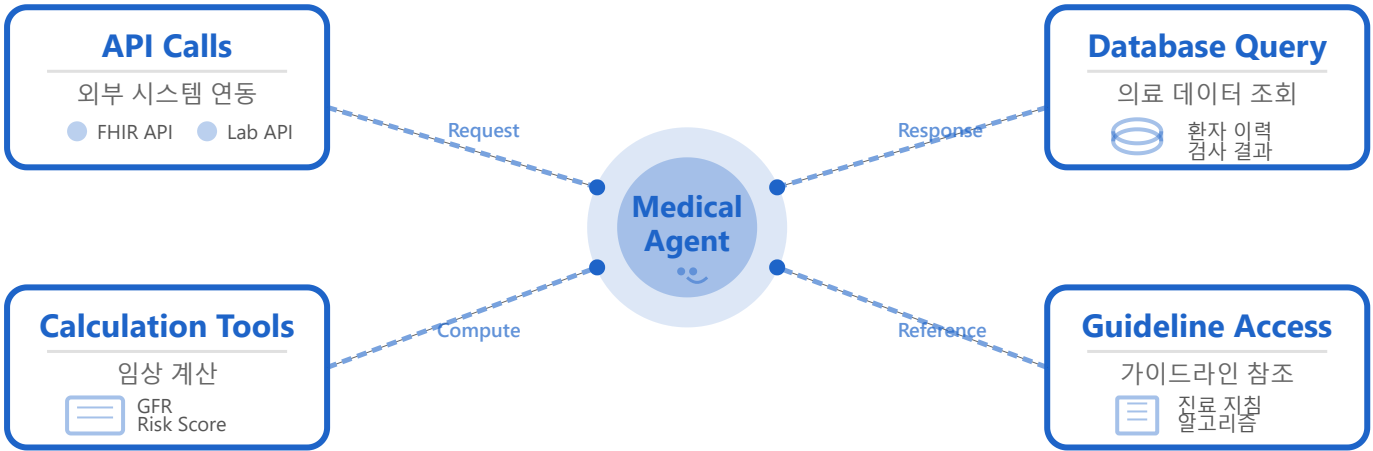 API Calls
외부 시스템 연동
FHIR API
Lab API
Request
Database Query
의료 데이터 조회
환자 이력
검사 결과
Response
Medical
Agent
Calculation Tools
임상 계산
GFR
Risk Score
Compute
Guideline Access
가이드라인 참조
진료 지침
알고리즘
Reference